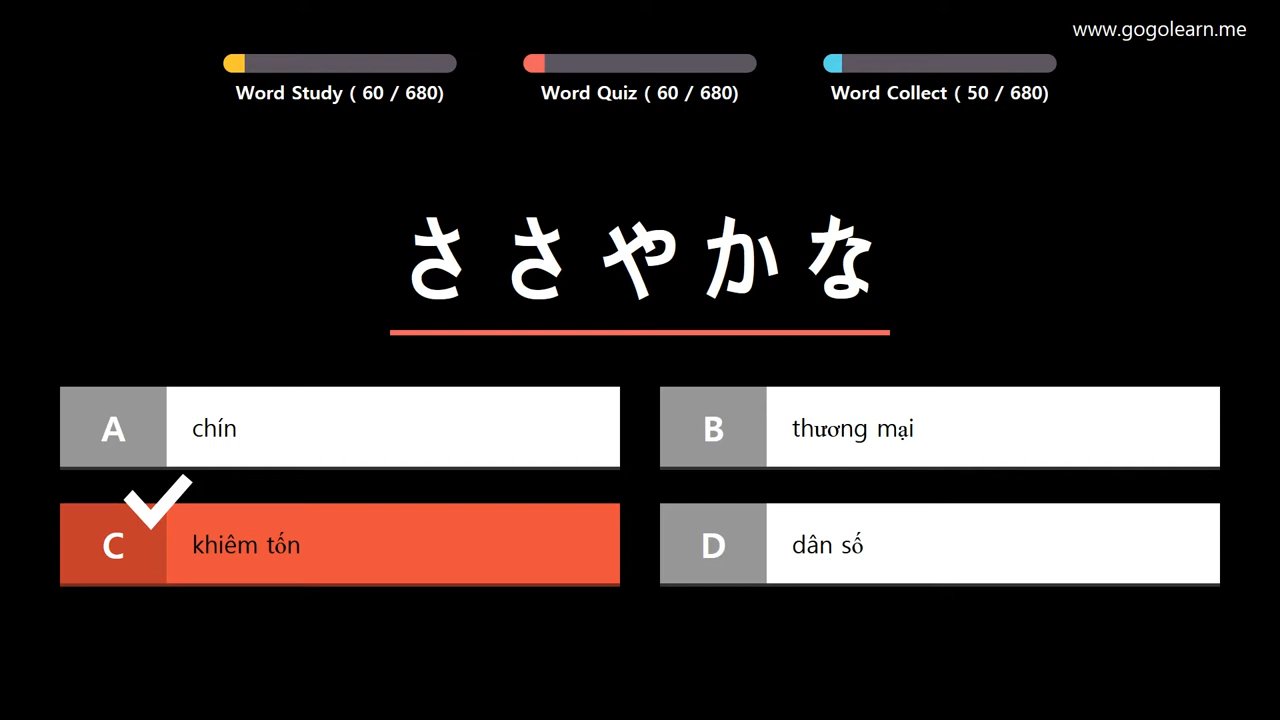 www.gogolearn.me
Word Study ( 60 / 680)
Word Quiz ( 60 / 680)
Word Collect ( 50 / 680)
ささやかな
A chín
B thương mại
C khiêm tốn
D dân số